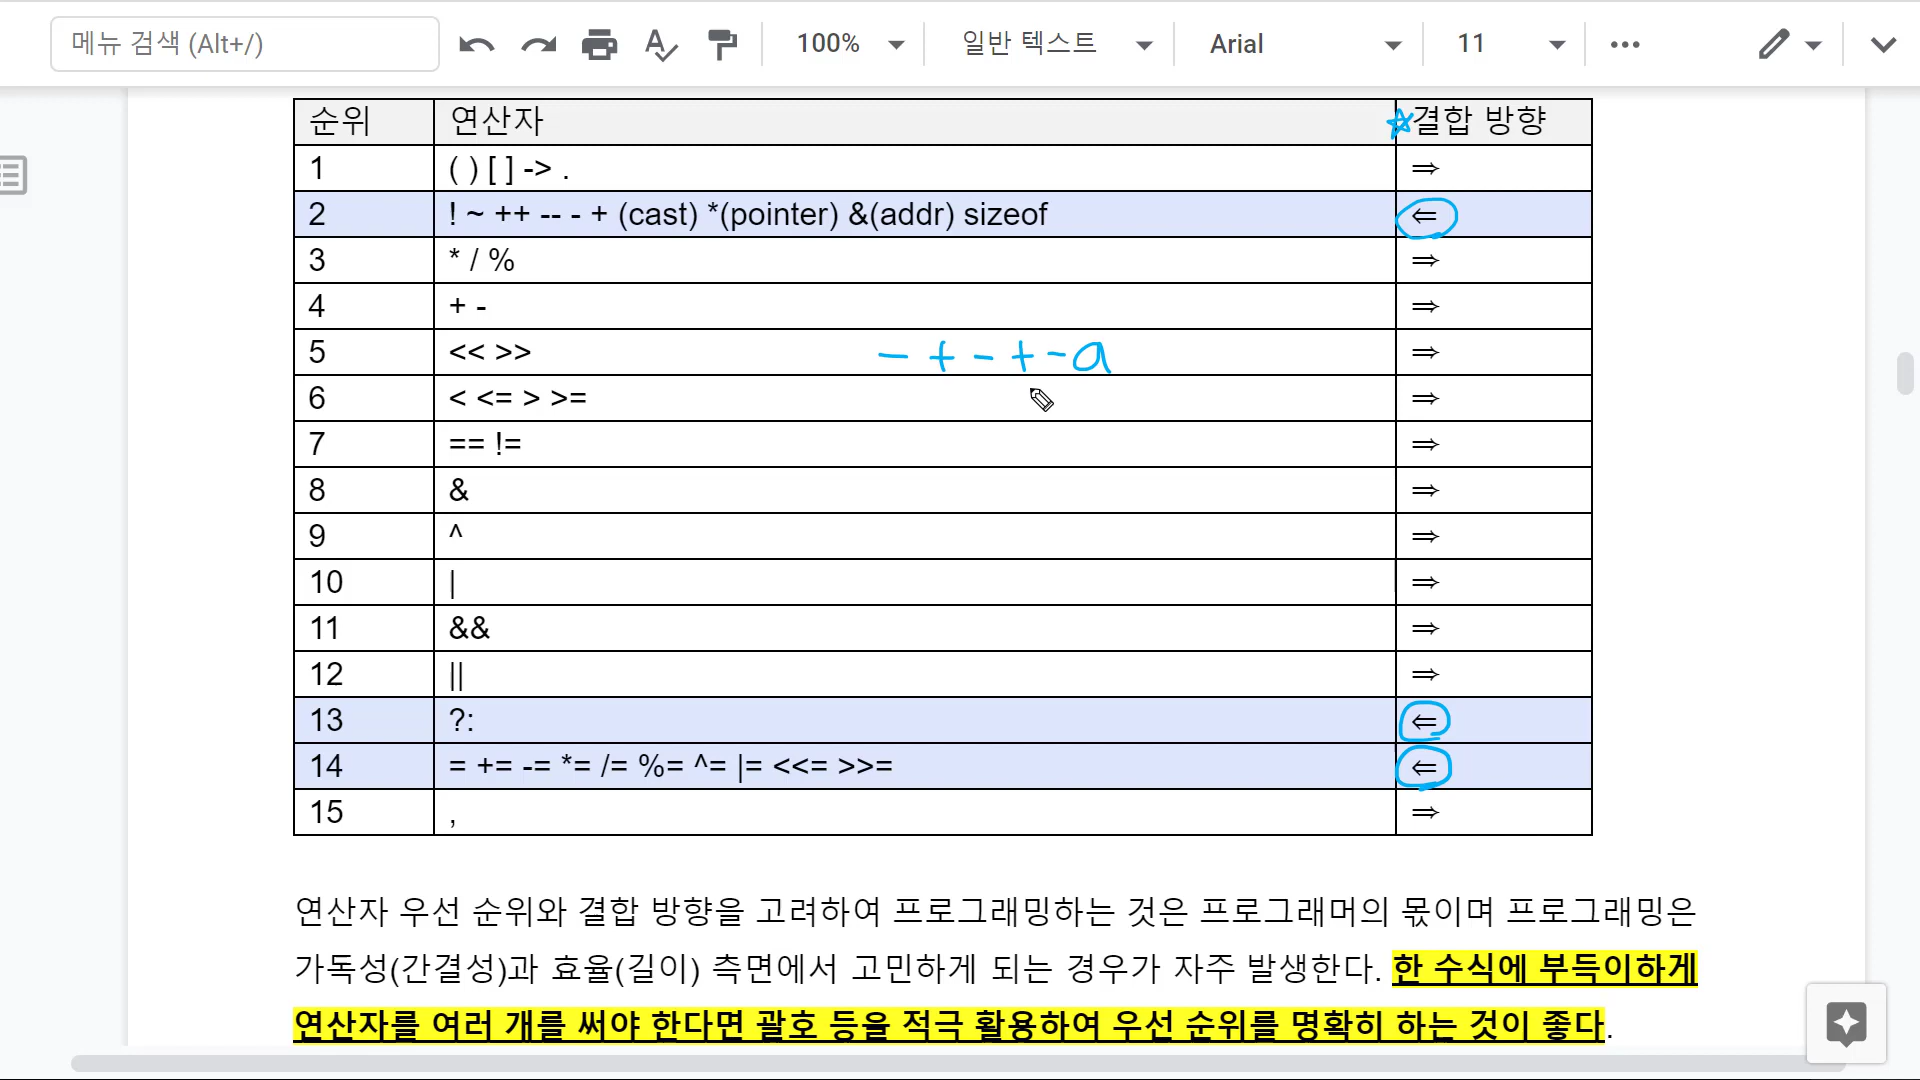 메뉴 검색 (Alt+/) 100% 일반 텍스트 Arial 11
순위 연산자 결합 방향
1 ( ) [ ] -> . ⇒
2 ! ~ ++ -- - + (cast) *(pointer) &(addr) sizeof ⇐
3 * / % ⇒
4 + - ⇒
5 << >> - + - + - a ⇒
6 < <= > >= ⇒
7 == != ⇒
8 & ⇒
9 ^ ⇒
10 | ⇒
11 && ⇒
12 || ⇒
13 ?: ⇐
14 = += -= *= /= %= ^= |= <<= >>= ⇐
15 , ⇒
연산자 우선 순위와 결합 방향을 고려하여 프로그래밍하는 것은 프로그래머의 몫이며 프로그래밍은
가독성(간결성)과 효율(길이) 측면에서 고민하게 되는 경우가 자주 발생한다. 한 수식에 부득이하게
연산자를 여러 개를 써야 한다면 괄호 등을 적극 활용하여 우선 순위를 명확히 하는 것이 좋다.